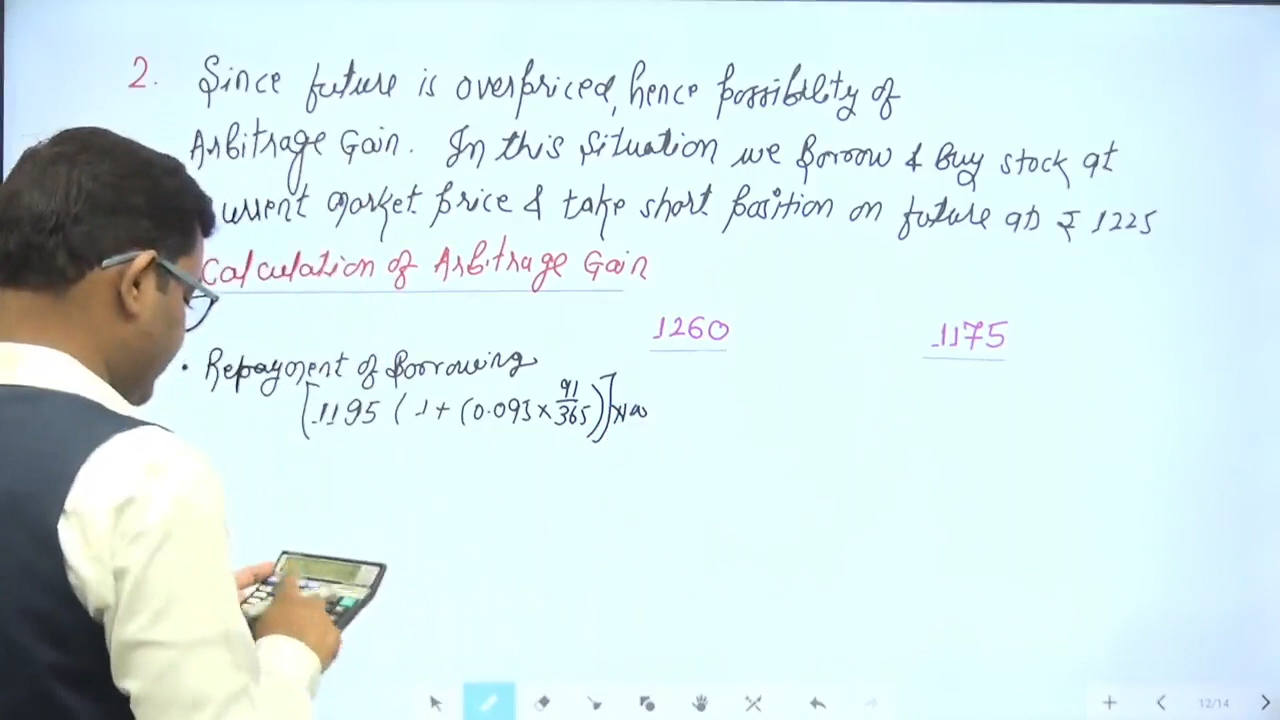 2. Since future is overpriced, hence possibility of
Arbitrage Gain. In this situation we borrow & Buy stock at
current market price & take short position on future at ₹ 1225
Calculation of Arbitrage Gain
1260 1175
• Repayment of Borrowing
[1195 (1 + (0.093 × 91/365))] × 100
12/14